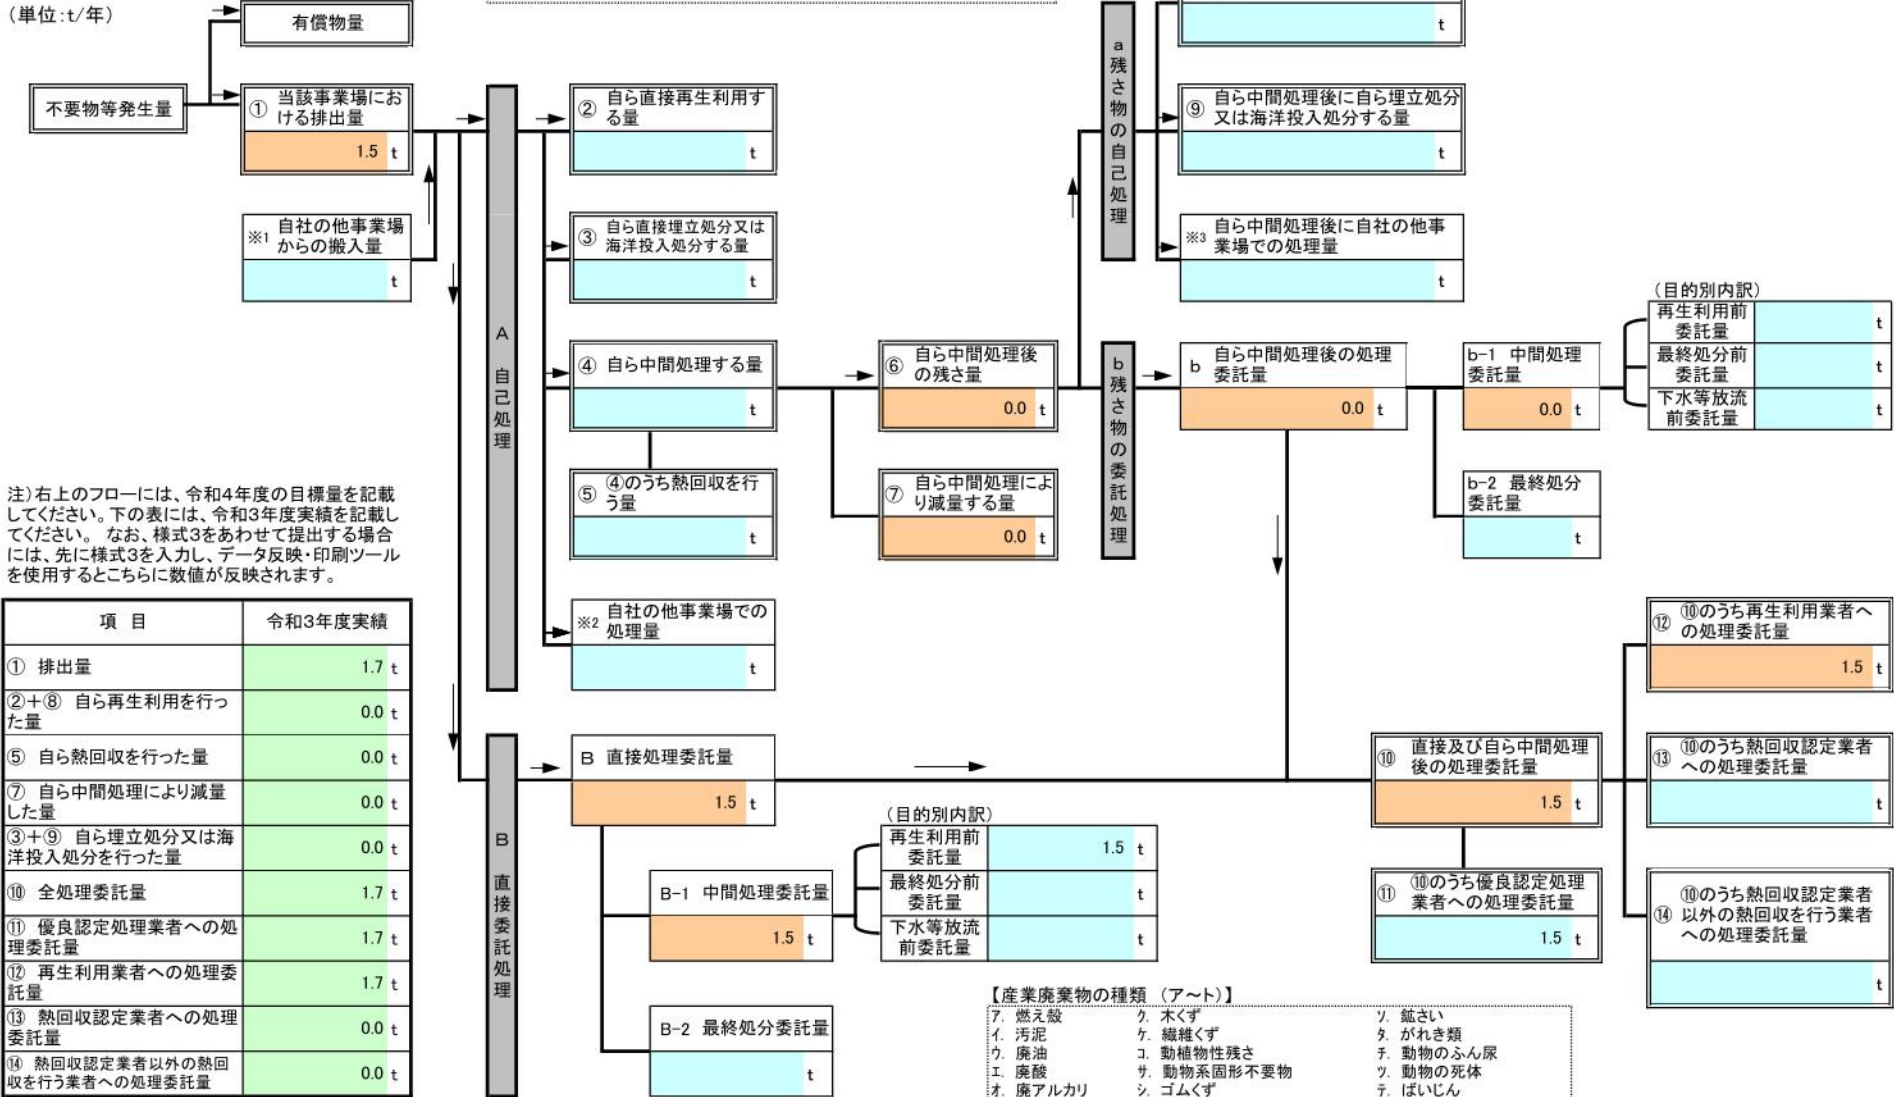 (単位:t/年)
有償物量
不要物等発生量
① 当該事業場にお
ける排出量
1.5 t
※1 自社の他事業場
からの搬入量
t
A 自己処理
② 自ら直接再生利用す
る量
t
③ 自ら直接埋立処分又は
海洋投入処分する量
t
④ 自ら中間処理する量
t
⑤ ④のうち熱回収を行
う量
t
※2 自社の他事業場での
処理量
t
⑥ 自ら中間処理後
の残さ量
0.0 t
⑦ 自ら中間処理によ
り減量する量
0.0 t
a 残さ物の自己処理
t
⑨ 自ら中間処理後に自ら埋立処分
又は海洋投入処分する量
t
※3 自ら中間処理後に自社の他事
業場での処理量
t
b 残さ物の委託処理
b 自ら中間処理後の処理
委託量
0.0 t
b-1 中間処理
委託量
0.0 t
(目的別内訳)
再生利用前
委託量
t
最終処分前
委託量
t
下水等放流
前委託量
t
b-2 最終処分
委託量
t
注)右上のフローには、令和4年度の目標量を記載
してください。下の表には、令和3年度実績を記載し
てください。 なお、様式3をあわせて提出する場合
には、先に様式3を入力し、データ反映・印刷ツール
を使用するとこちらに数値が反映されます。
項 目 令和3年度実績
① 排出量 1.7 t
②+⑧ 自ら再生利用を行っ
た量 0.0 t
⑤ 自ら熱回収を行った量 0.0 t
⑦ 自ら中間処理により減量
した量 0.0 t
③+⑨ 自ら埋立処分又は海
洋投入処分を行った量 0.0 t
⑩ 全処理委託量 1.7 t
⑪ 優良認定処理業者への処
理委託量 1.7 t
⑫ 再生利用業者への処理委
託量 1.7 t
⑬ 熱回収認定業者への処理
委託量 0.0 t
⑭ 熱回収認定業者以外の熱回
収を行う業者への処理委託量 0.0 t
B 直接委託処理
B 直接処理委託量
1.5 t
B-1 中間処理委託量
1.5 t
(目的別内訳)
再生利用前
委託量
1.5 t
最終処分前
委託量
t
下水等放流
前委託量
t
B-2 最終処分委託量
t
⑩ 直接及び自ら中間処理
後の処理委託量
1.5 t
⑪ ⑩のうち優良認定処理
業者への処理委託量
1.5 t
⑫ ⑩のうち再生利用業者へ
の処理委託量
1.5 t
⑬ ⑩のうち熱回収認定業者
への処理委託量
t
⑭ ⑩のうち熱回収認定業者
以外の熱回収を行う業者
への処理委託量
t
【産業廃棄物の種類 (ア~ト)】
ア. 燃え殻 ク. 木くず ソ. 鉱さい
イ. 汚泥 ケ. 繊維くず タ. がれき類
ウ. 廃油 コ. 動植物性残さ チ. 動物のふん尿
エ. 廃酸 サ. 動物系固形不要物 ツ. 動物の死体
オ. 廃アルカリ シ. ゴムくず テ. ばいじん